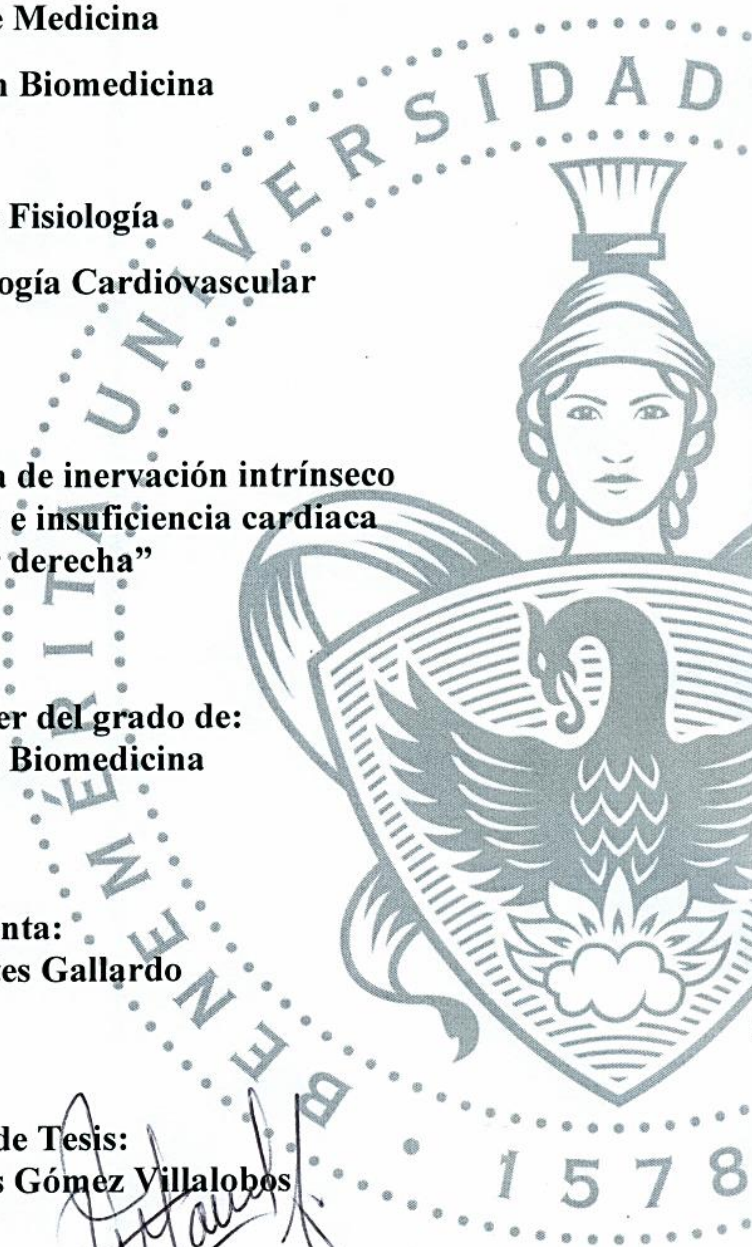 e Medicina
n Biomedicina
Fisiología
ogía Cardiovascular
a de inervación intrínseco
e insuficiencia cardiaca
r derecha”
er del grado de:
Biomedicina
nta:
tes Gallardo
de Tesis:
s Gómez Villalobos
BENEMÉRITA UNIVERSIDAD
1578